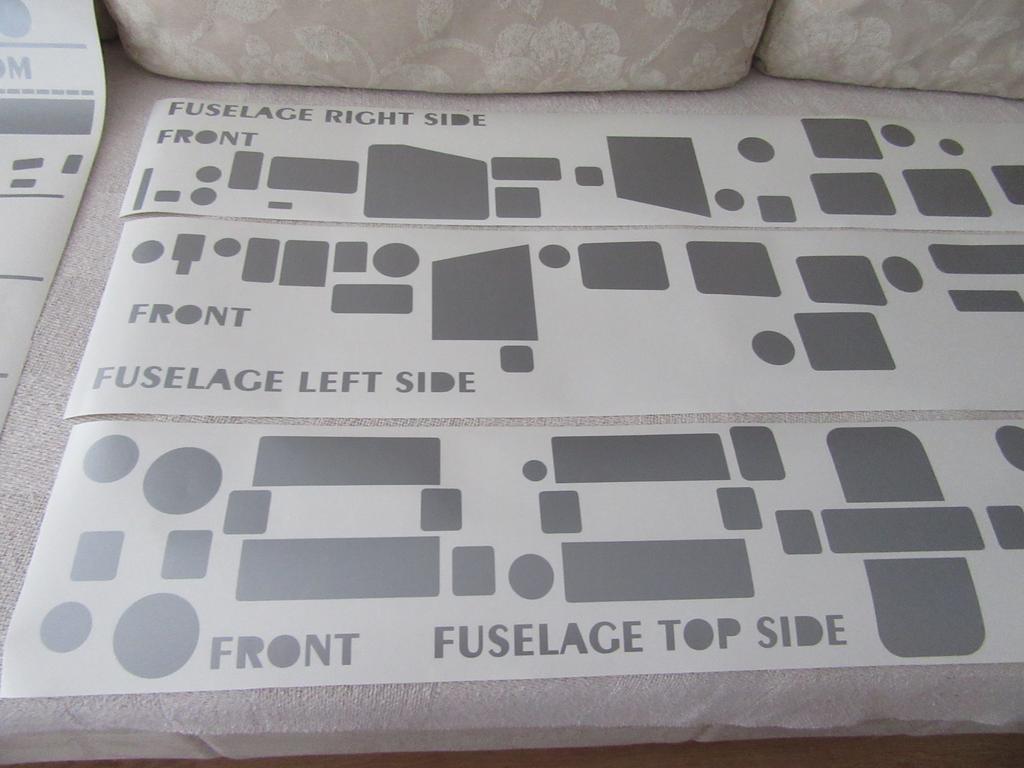 FUSELAGE RIGHT SIDE
FRONT
FRONT
FUSELAGE LEFT SIDE
FRONT
FUSELAGE TOP SIDE